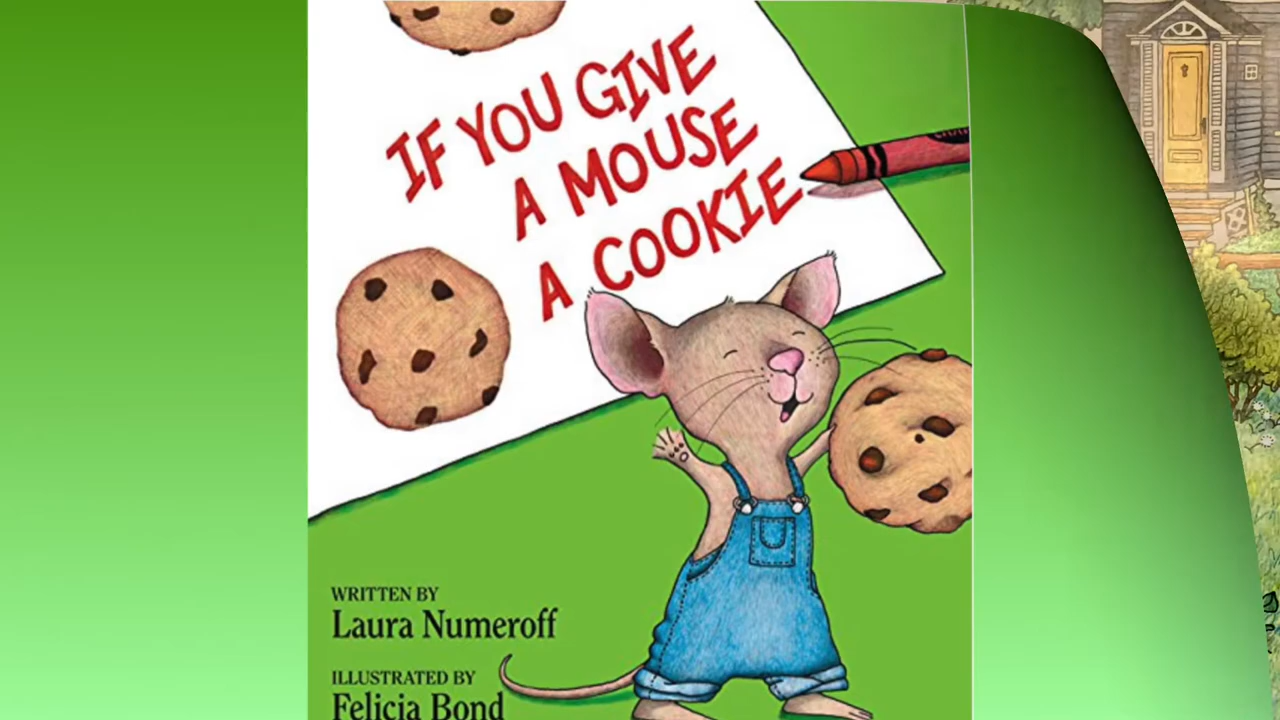 IF YOU GIVE
A MOUSE
A COOKIE
WRITTEN BY
Laura Numeroff
ILLUSTRATED BY
Felicia Bond